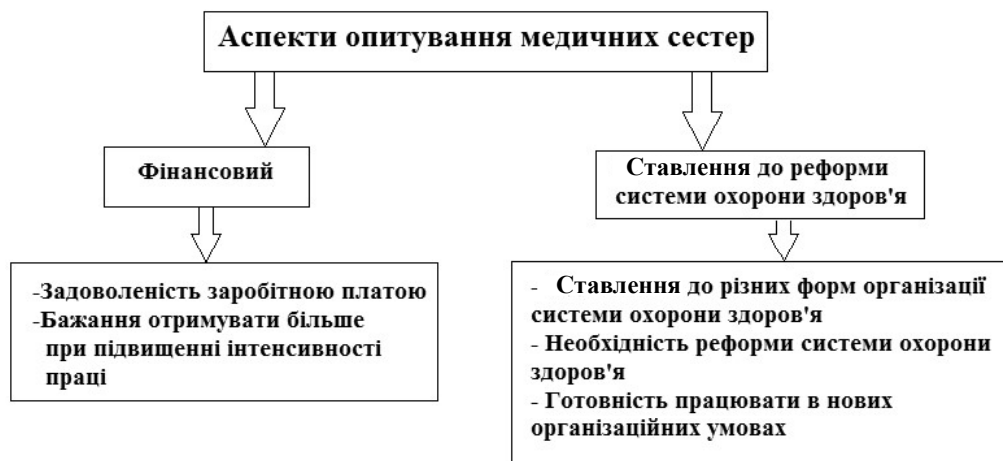 Аспекти опитування медичних сестер
Фінансовий
Ставлення до реформи
системи охорони здоров'я
-Задоволеність заробітною платою
-Бажання отримувати більше
при підвищенні інтенсивності
праці
- Ставлення до різних форм організації
системи охорони здоров'я
- Необхідність реформи системи охорони
здоров'я
- Готовність працювати в нових
організаційних умовах